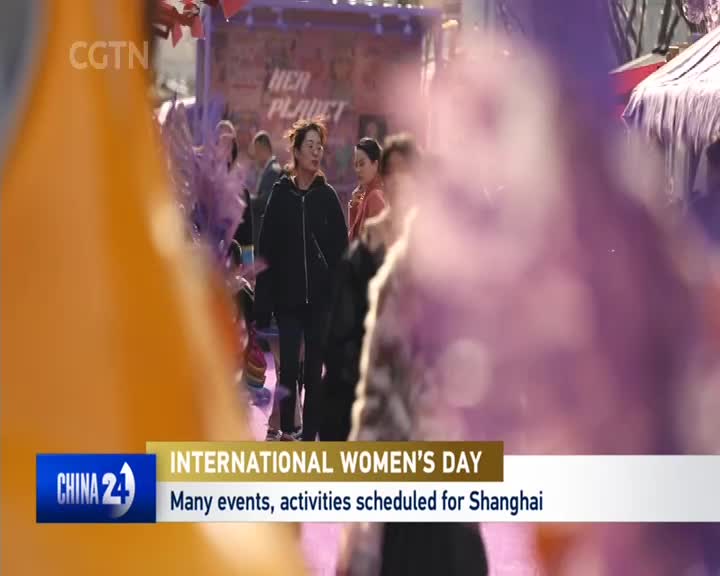 CGTN
HER
PLANET
INTERNATIONAL WOMEN'S DAY
CHINA 24
Many events, activities scheduled for Shanghai